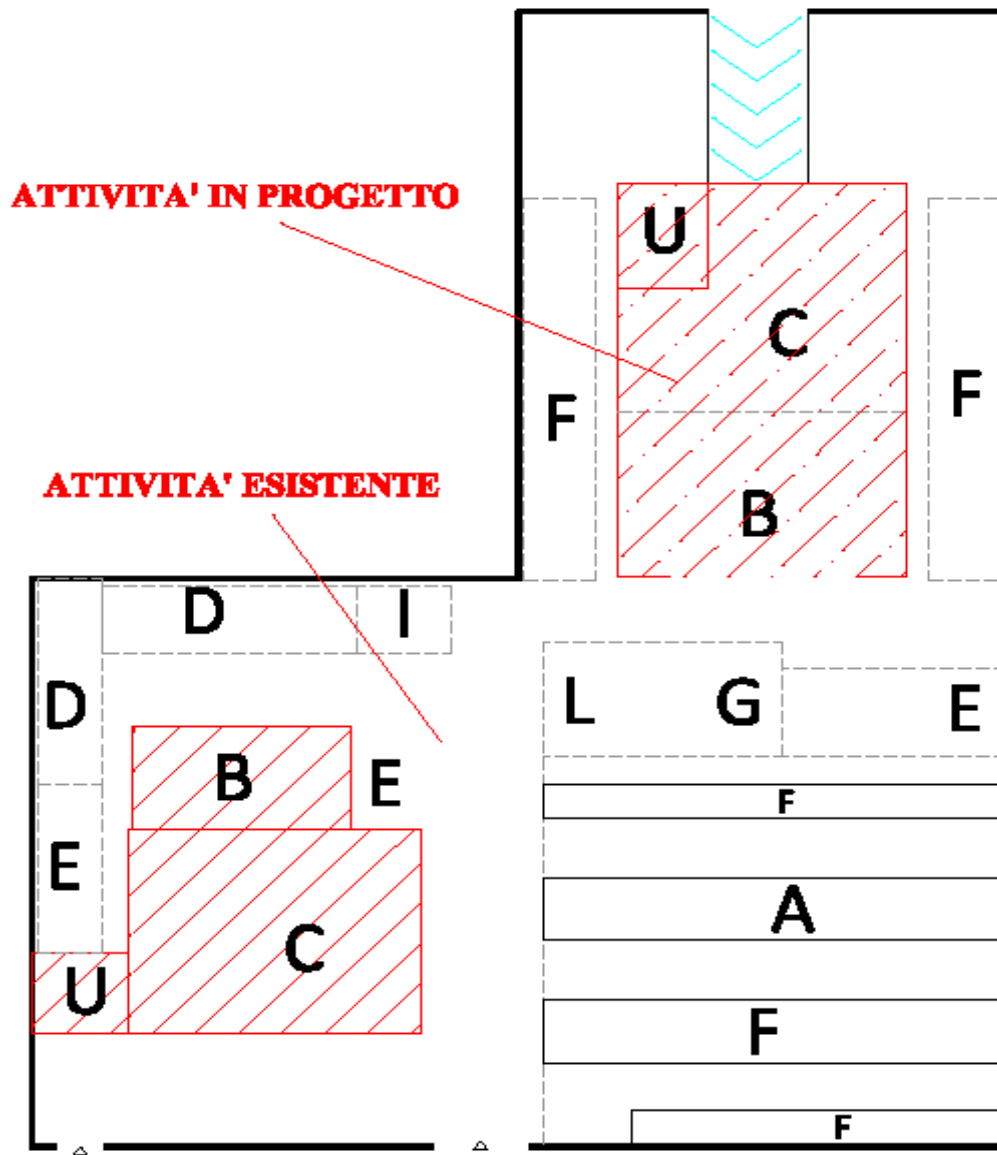 ATTIVITA' IN PROGETTO
U
C
F
F
B
ATTIVITA' ESISTENTE
D
I
D
L
G
E
B
E
F
E
A
C
U
F
F